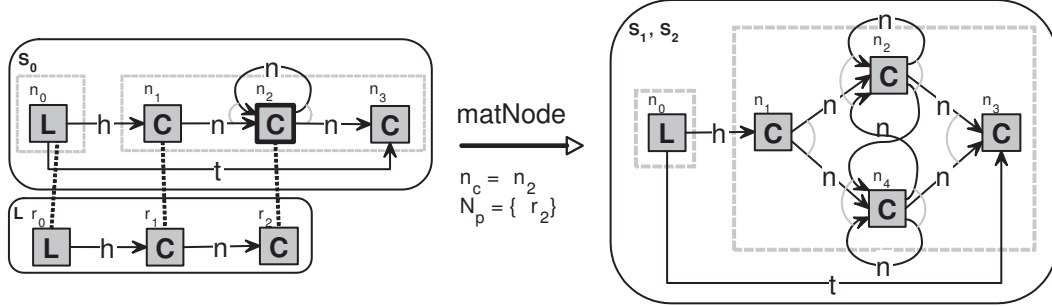 S0
n0 n1 n2 n3
n
L h C n C n C
t
L r0 r1 r2
L h C n C
matNode
nc = n2
Np = { r2}
S1, S2
n
n2
C
n0 n1 n n n3
L h C n C
n n
n4
C
n
t